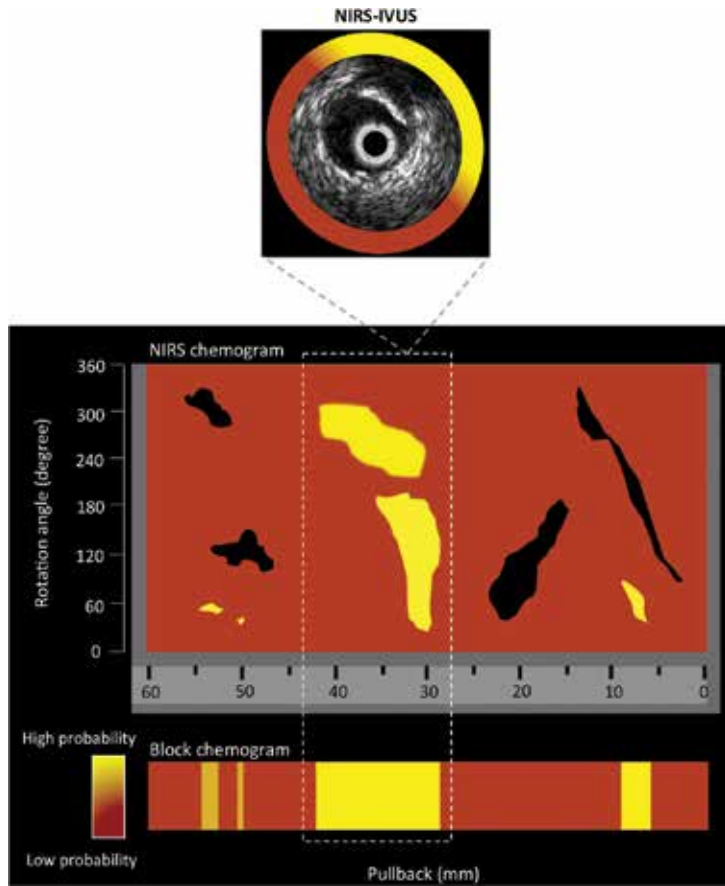 NIRS-IVUS
NIRS chemogram
360
300
240
180
120
60
0
Rotation angle (degree)
60 50 40 30 20 10 0
High probability
Block chemogram
Low probability
Pullback (mm)